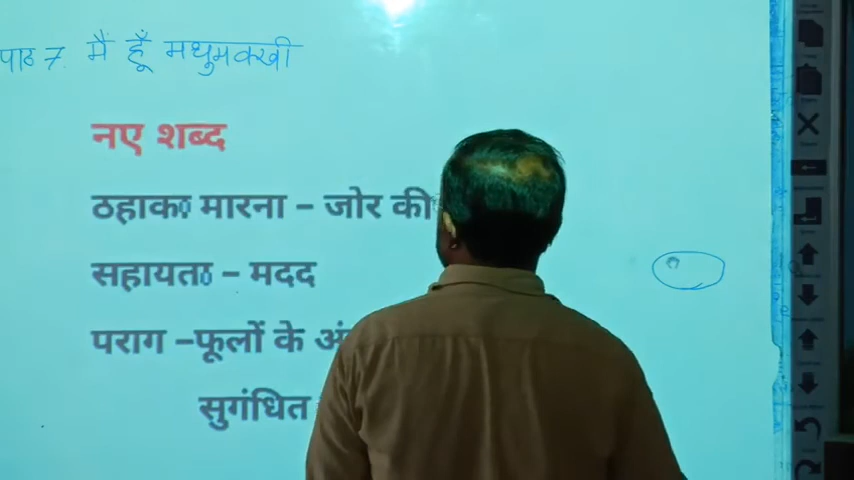 पाठ 7. मैं हूँ मधुमक्खी
नए शब्द
ठहाका मारना – जोर की
सहायता – मदद
पराग –फूलों के
सुगंधित